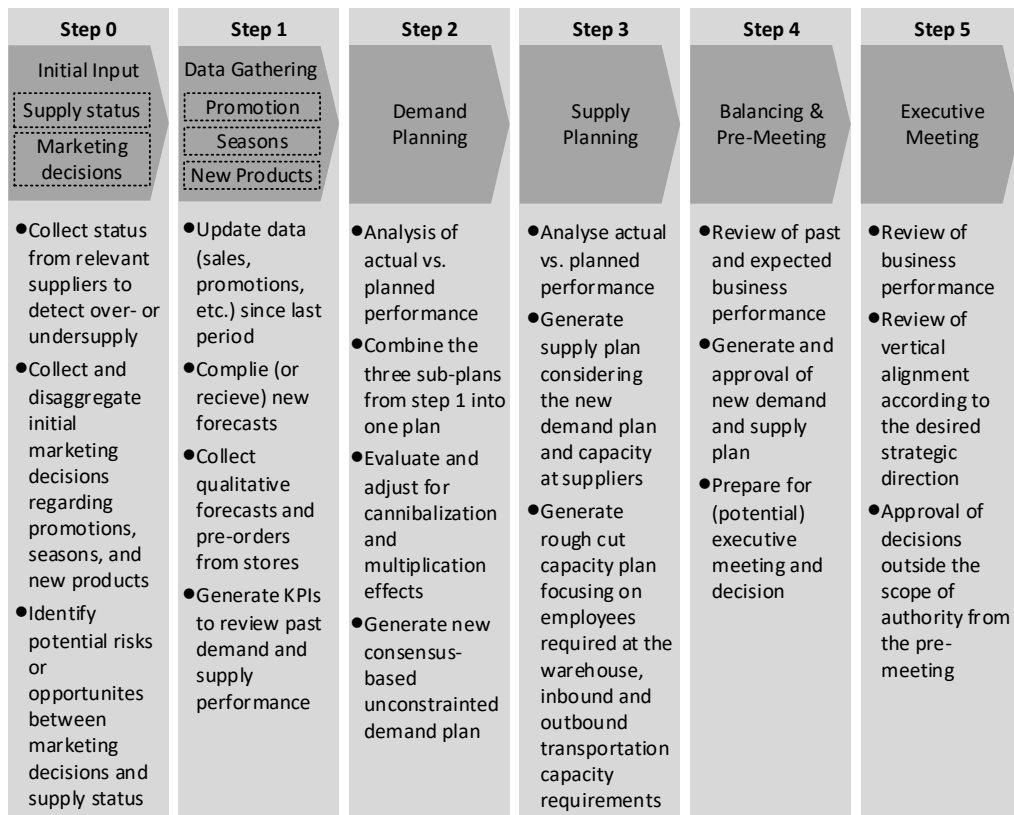 Step 0
Initial Input
Supply status
Marketing
decisions
●Collect status
from relevant
suppliers to
detect over- or
undersupply
●Collect and
disaggregate
initial
marketing
decisions
regarding
promotions,
seasons, and
new products
●Identify
potential risks
or
opportunites
between
marketing
decisions and
supply status
Step 1
Data Gathering
Promotion
Seasons
New Products
●Update data
(sales,
promotions,
etc.) since last
period
●Complie (or
recieve) new
forecasts
●Collect
qualitative
forecasts and
pre-orders
from stores
●Generate KPIs
to review past
demand and
supply
performance
Step 2
Demand
Planning
●Analysis of
actual vs.
planned
performance
●Combine the
three sub-plans
from step 1 into
one plan
●Evaluate and
adjust for
cannibalization
and
multiplication
effects
●Generate new
consensus-
based
unconstrainted
demand plan
Step 3
Supply
Planning
●Analyse actual
vs. planned
performance
●Generate
supply plan
considering
the new
demand plan
and capacity
at suppliers
●Generate
rough cut
capacity plan
focusing on
employees
required at the
warehouse,
inbound and
outbound
transportation
capacity
requirements
Step 4
Balancing &
Pre-Meeting
●Review of past
and expected
business
performance
●Generate and
approval of
new demand
and supply
plan
●Prepare for
(potential)
executive
meeting and
decision
Step 5
Executive
Meeting
●Review of
business
performance
●Review of
vertical
alignment
according to
the desired
strategic
direction
●Approval of
decisions
outside the
scope of
authority from
the pre-
meeting